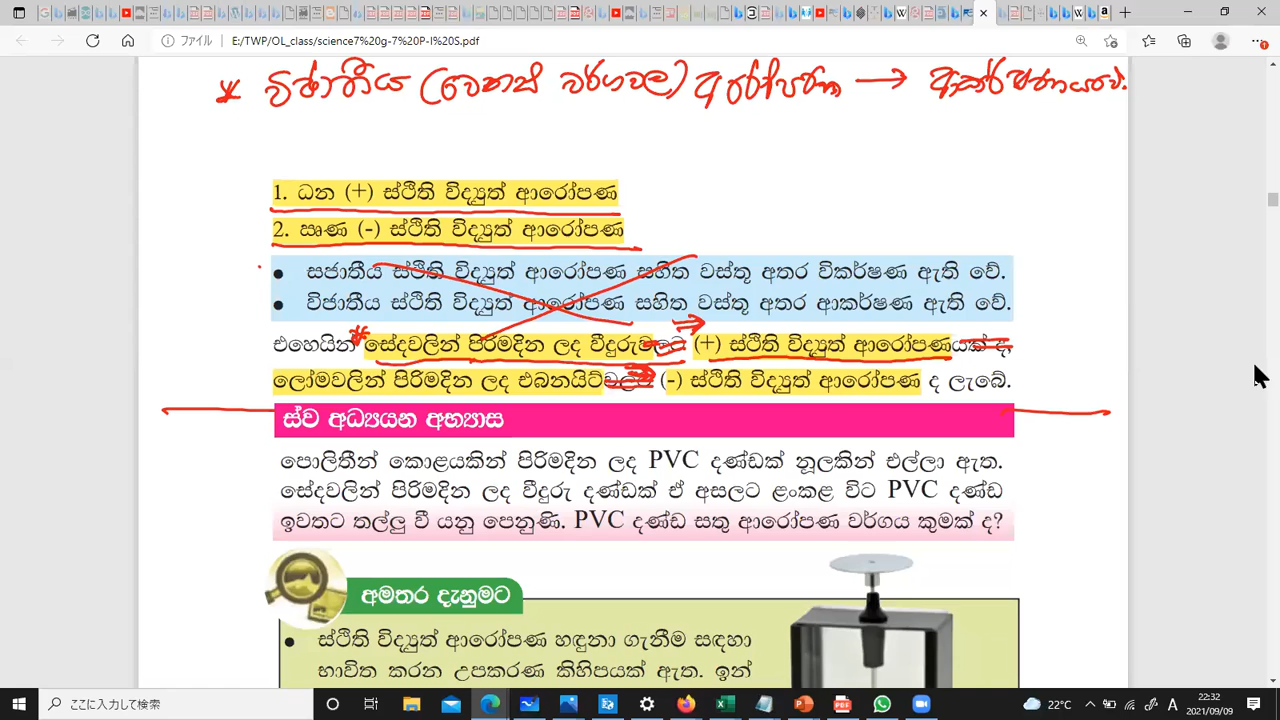 ファイル
E:/TWP/OL_class/science7%20g-7%20P-I%20S.pdf
* විජාතීය (වෙනස් වර්ගවල) ආරෝපණ → ආකර්ෂණයවේ.
1. ධන (+) ස්ථිති විද්‍යුත් ආරෝපණ
2. ඍණ (-) ස්ථිති විද්‍යුත් ආරෝපණ
• සජාතීය ස්ථිති විද්‍යුත් ආරෝපණ සහිත වස්තූ අතර විකර්ෂණ ඇති වේ.
• විජාතීය ස්ථිති විද්‍යුත් ආරෝපණ සහිත වස්තූ අතර ආකර්ෂණ ඇති වේ.
එහෙයින් * සේදවලින් පිරිමදින ලද වීදුරුවලට → (+) ස්ථිති විද්‍යුත් ආරෝපණයක් ද,
ලෝමවලින් පිරිමදින ලද එබනයිට්වලට → (-) ස්ථිති විද්‍යුත් ආරෝපණ ද ලැබේ.
ස්ව අධ්‍යයන අභ්‍යාස
පොලිතීන් කොළයකින් පිරිමදින ලද PVC දණ්ඩක් නූලකින් එල්ලා ඇත.
සේදවලින් පිරිමදින ලද වීදුරු දණ්ඩක් ඒ අසලට ළංකළ විට PVC දණ්ඩ
ඉවතට තල්ලු වී යනු පෙනුණි. PVC දණ්ඩ සතු ආරෝපණ වර්ගය කුමක් ද?
අමතර දැනුමට
• ස්ථිති විද්‍යුත් ආරෝපණ හඳුනා ගැනීම සඳහා
භාවිත කරන උපකරණ කිහිපයක් ඇත. ඉන්
ここに入力して検索
22°C
A
22:32
2021/09/09